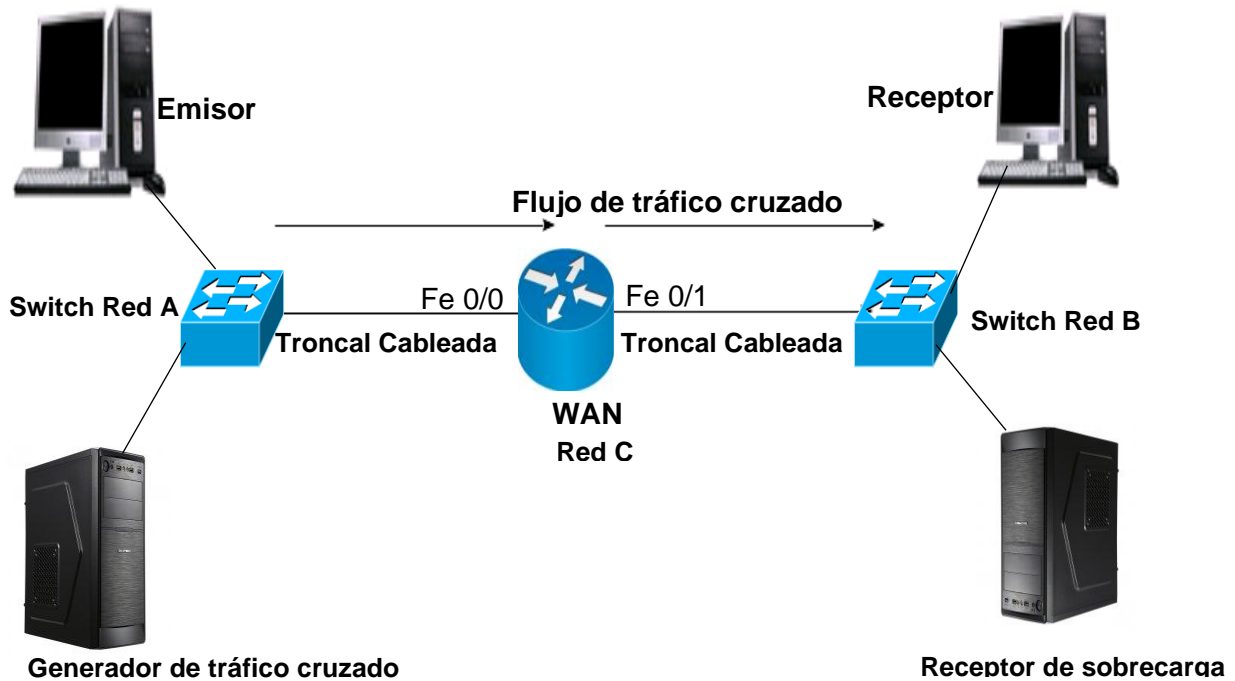 Emisor
Receptor
Flujo de tráfico cruzado
Switch Red A
Fe 0/0
Fe 0/1
Switch Red B
Troncal Cableada
Troncal Cableada
WAN
Red C
Generador de tráfico cruzado
Receptor de sobrecarga